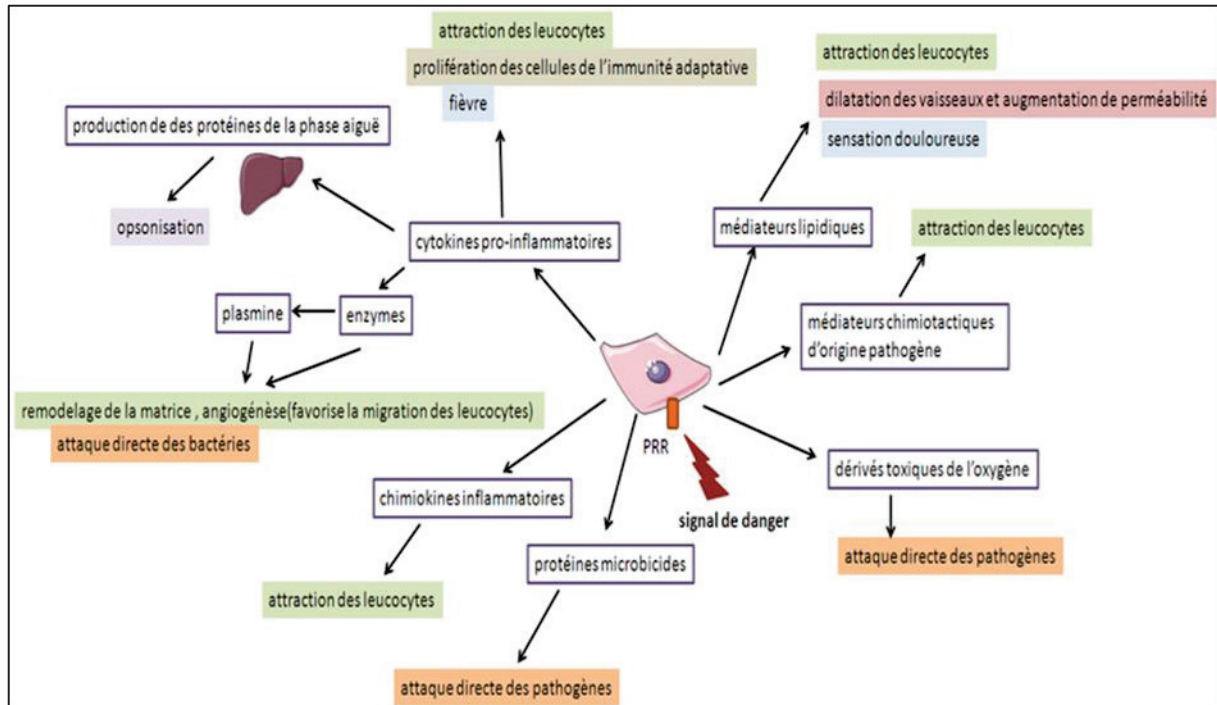 attraction des leucocytes
prolifération des cellules de l'immunité adaptative
fièvre
attraction des leucocytes
dilatation des vaisseaux et augmentation de perméabilité
sensation douloureuse
production de des protéines de la phase aiguë
opsonisation
cytokines pro-inflammatoires
médiateurs lipidiques
attraction des leucocytes
plasmine
enzymes
médiateurs chimiotactiques
d'origine pathogène
remodelage de la matrice , angiogénèse(favorise la migration des leucocytes)
attaque directe des bactéries
PRR
signal de danger
dérivés toxiques de l'oxygène
attaque directe des pathogènes
chimiokines inflammatoires
attraction des leucocytes
protéines microbicides
attaque directe des pathogènes